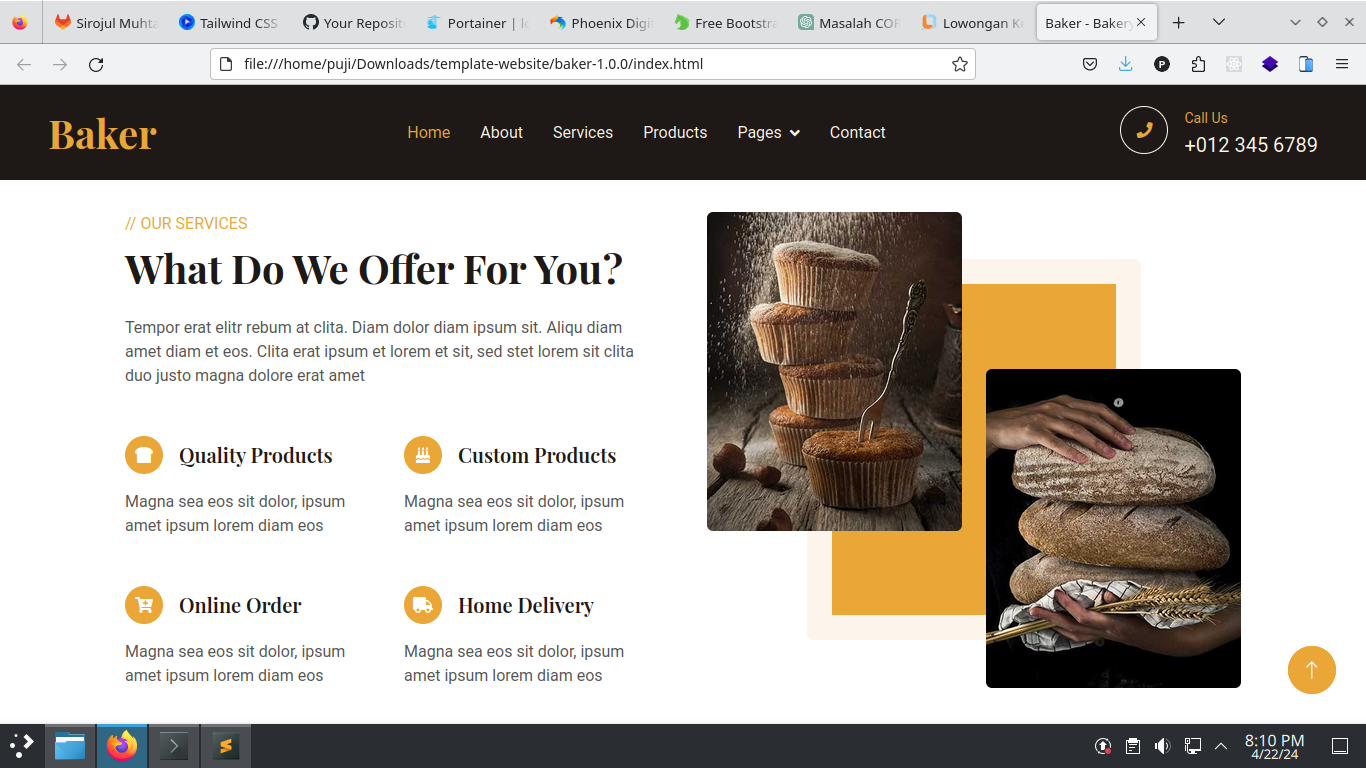 Sirojul Muhta
Tailwind CSS
Your Reposit
Portainer | lo
Phoenix Digi
Free Bootstra
Masalah COR
Lowongan Ke
Baker - Bakery
file:///home/puji/Downloads/template-website/baker-1.0.0/index.html
Baker
Home About Services Products Pages Contact
Call Us
+012 345 6789
// OUR SERVICES
What Do We Offer For You?
Tempor erat elitr rebum at clita. Diam dolor diam ipsum sit. Aliqu diam
amet diam et eos. Clita erat ipsum et lorem et sit, sed stet lorem sit clita
duo justo magna dolore erat amet
Quality Products
Magna sea eos sit dolor, ipsum
amet ipsum lorem diam eos
Custom Products
Magna sea eos sit dolor, ipsum
amet ipsum lorem diam eos
Online Order
Magna sea eos sit dolor, ipsum
amet ipsum lorem diam eos
Home Delivery
Magna sea eos sit dolor, ipsum
amet ipsum lorem diam eos
8:10 PM
4/22/24